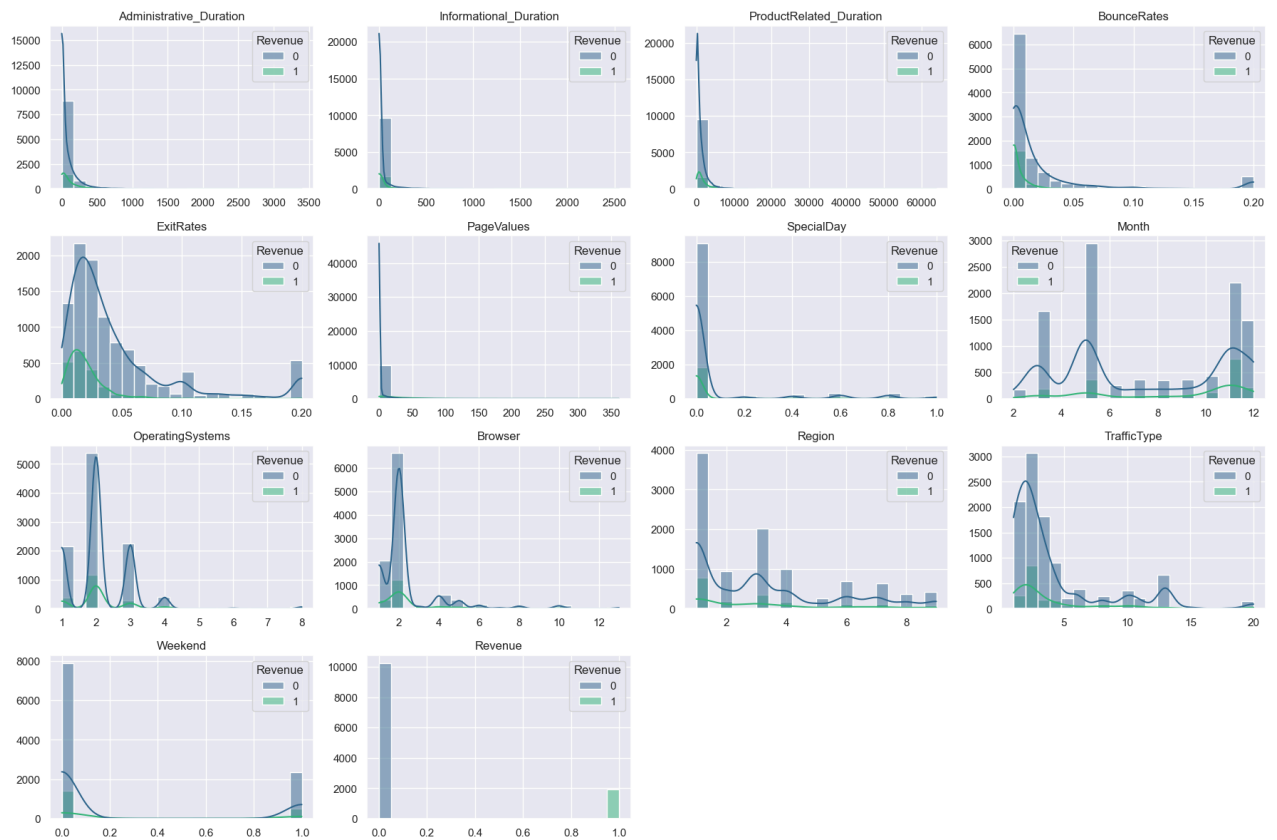 Administrative_Duration
Revenue
0
1
15000
12500
10000
7500
5000
2500
0
0 500 1000 1500 2000 2500 3000 3500
Informational_Duration
Revenue
0
1
20000
15000
10000
5000
0
0 500 1000 1500 2000 2500
ProductRelated_Duration
Revenue
0
1
20000
15000
10000
5000
0
0 10000 20000 30000 40000 50000 60000
BounceRates
Revenue
0
1
6000
5000
4000
3000
2000
1000
0
0.00 0.05 0.10 0.15 0.20
ExitRates
Revenue
0
1
2000
1500
1000
500
0
0.00 0.05 0.10 0.15 0.20
PageValues
Revenue
0
1
40000
30000
20000
10000
0
0 50 100 150 200 250 300 350
SpecialDay
Revenue
0
1
8000
6000
4000
2000
0
0.0 0.2 0.4 0.6 0.8 1.0
Month
Revenue
0
1
3000
2500
2000
1500
1000
500
0
2 4 6 8 10 12
OperatingSystems
Revenue
0
1
5000
4000
3000
2000
1000
0
1 2 3 4 5 6 7 8
Browser
Revenue
0
1
6000
5000
4000
3000
2000
1000
0
2 4 6 8 10 12
Region
Revenue
0
1
4000
3000
2000
1000
0
2 4 6 8
TrafficType
Revenue
0
1
3000
2500
2000
1500
1000
500
0
5 10 15 20
Weekend
Revenue
0
1
8000
6000
4000
2000
0
0.0 0.2 0.4 0.6 0.8 1.0
Revenue
Revenue
0
1
10000
8000
6000
4000
2000
0
0.0 0.2 0.4 0.6 0.8 1.0